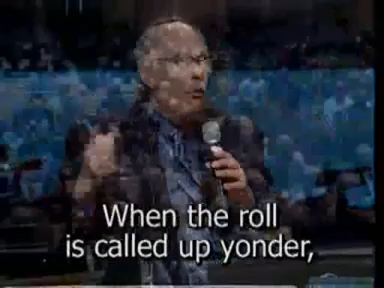 When the roll
is called up yonder,